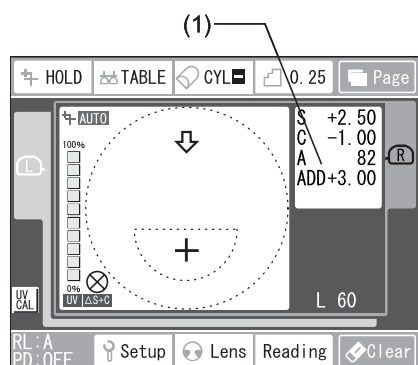 (1)
HOLD TABLE CYL 0.25 Page
AUTO
S +2.50
C -1.00
A 82
ADD+3.00
100%
L
R
0%
UV △S+C
UV CAL
L 60
RL:A
PD:OFF
Setup Lens Reading Clear